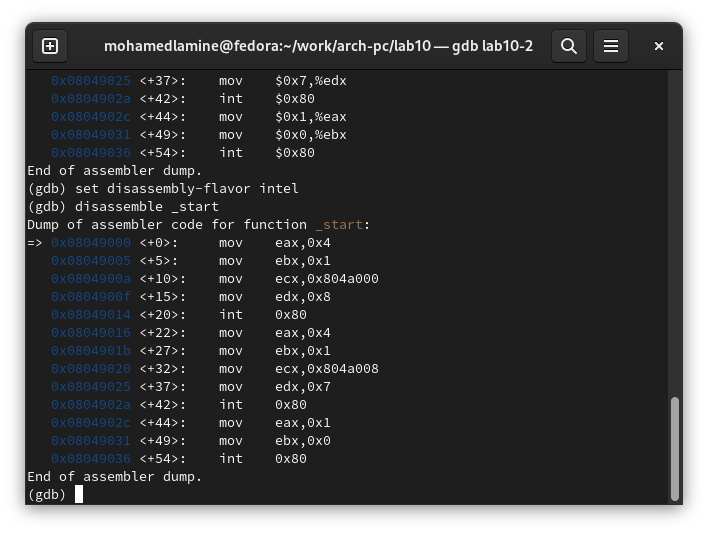 mohamedlamine@fedora:~/work/arch-pc/lab10 — gdb lab10-2
0x08049025 <+37>: mov $0x7,%edx
0x0804902a <+42>: int $0x80
0x0804902c <+44>: mov $0x1,%eax
0x08049031 <+49>: mov $0x0,%ebx
0x08049036 <+54>: int $0x80
End of assembler dump.
(gdb) set disassembly-flavor intel
(gdb) disassemble _start
Dump of assembler code for function _start:
=> 0x08049000 <+0>: mov eax,0x4
0x08049005 <+5>: mov ebx,0x1
0x0804900a <+10>: mov ecx,0x804a000
0x0804900f <+15>: mov edx,0x8
0x08049014 <+20>: int 0x80
0x08049016 <+22>: mov eax,0x4
0x0804901b <+27>: mov ebx,0x1
0x08049020 <+32>: mov ecx,0x804a008
0x08049025 <+37>: mov edx,0x7
0x0804902a <+42>: int 0x80
0x0804902c <+44>: mov eax,0x1
0x08049031 <+49>: mov ebx,0x0
0x08049036 <+54>: int 0x80
End of assembler dump.
(gdb)